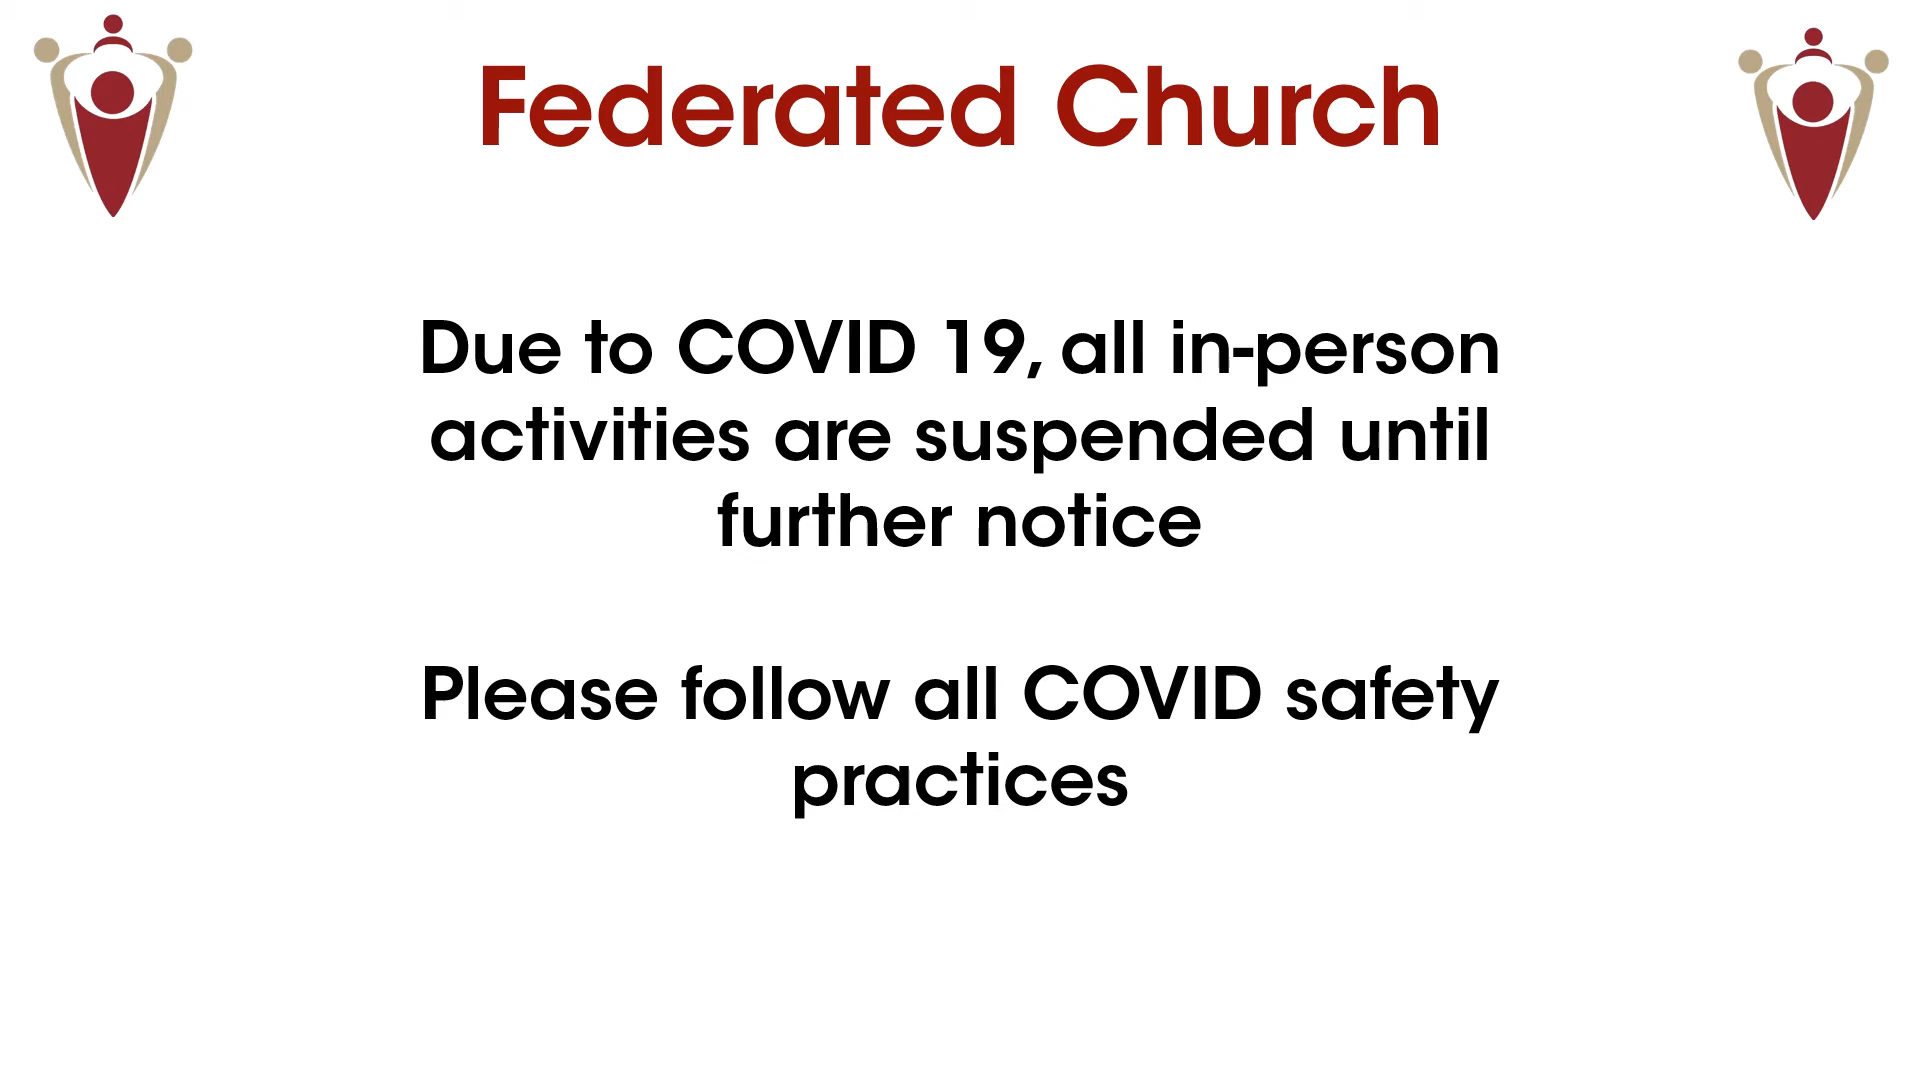 Federated Church
Due to COVID 19, all in-person
activities are suspended until
further notice
Please follow all COVID safety
practices